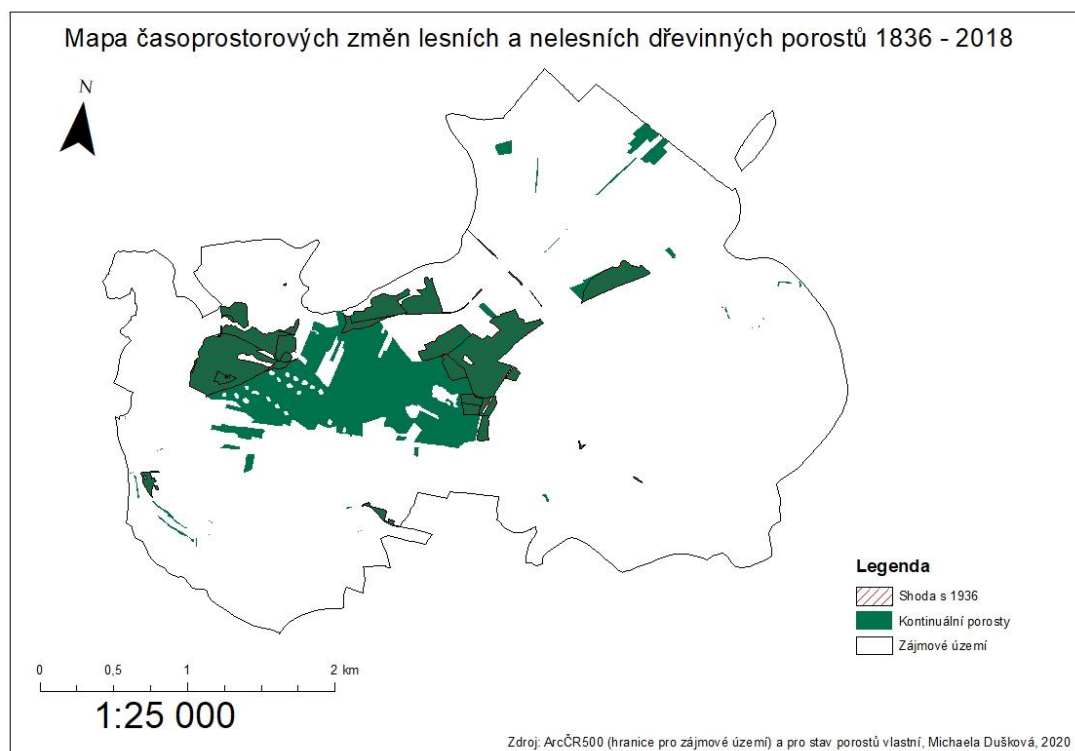 Mapa časoprostorových změn lesních a nelesních dřevinných porostů 1836 - 2018
N
Legenda
Shoda s 1936
Kontinuální porosty
Zájmové území
0 0,5 1 2 km
1:25 000
Zdroj: ArcČR500 (hranice pro zájmové území) a pro stav porostů vlastní, Michaela Dušková, 2020